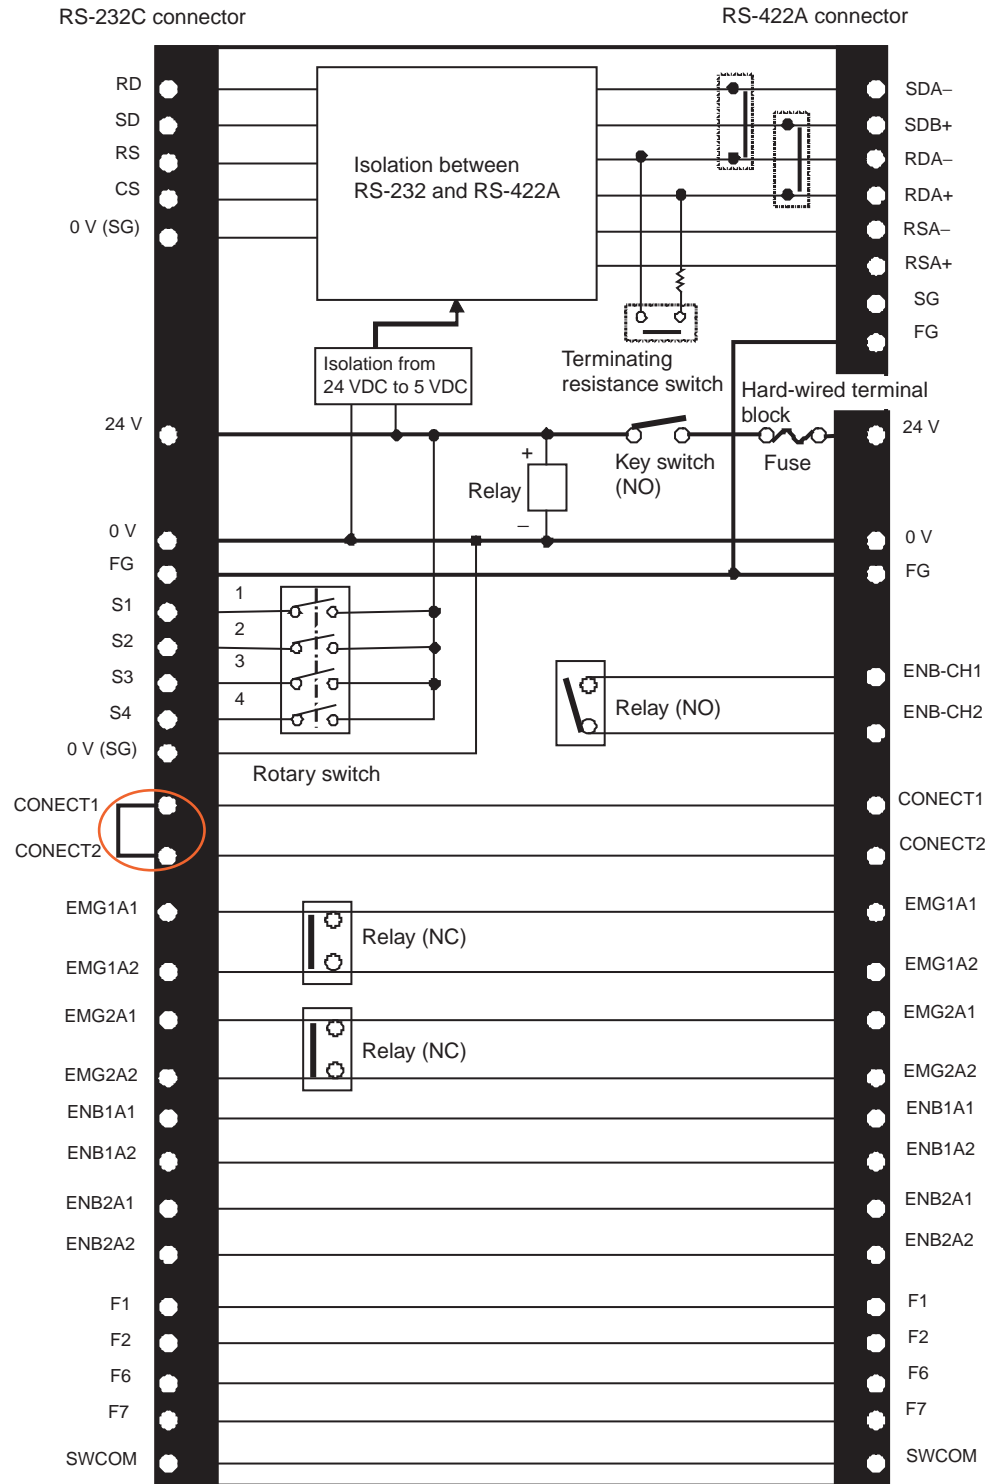 RS-232C connector
RS-422A connector
RD
SD
RS
CS
0 V (SG)
Isolation between
RS-232 and RS-422A
SDA−
SDB+
RDA−
RDA+
RSA−
RSA+
SG
FG
Isolation from
24 VDC to 5 VDC
Terminating
resistance switch
Hard-wired terminal
block
24 V
24 V
+
Relay
−
Key switch
(NO)
Fuse
0 V
0 V
FG
FG
S1
1
S2
2
S3
3
S4
4
0 V (SG)
Rotary switch
Relay (NO)
ENB-CH1
ENB-CH2
CONECT1
CONECT1
CONECT2
CONECT2
EMG1A1
EMG1A1
Relay (NC)
EMG1A2
EMG1A2
EMG2A1
EMG2A1
Relay (NC)
EMG2A2
EMG2A2
ENB1A1
ENB1A1
ENB1A2
ENB1A2
ENB2A1
ENB2A1
ENB2A2
ENB2A2
F1
F1
F2
F2
F6
F6
F7
F7
SWCOM
SWCOM